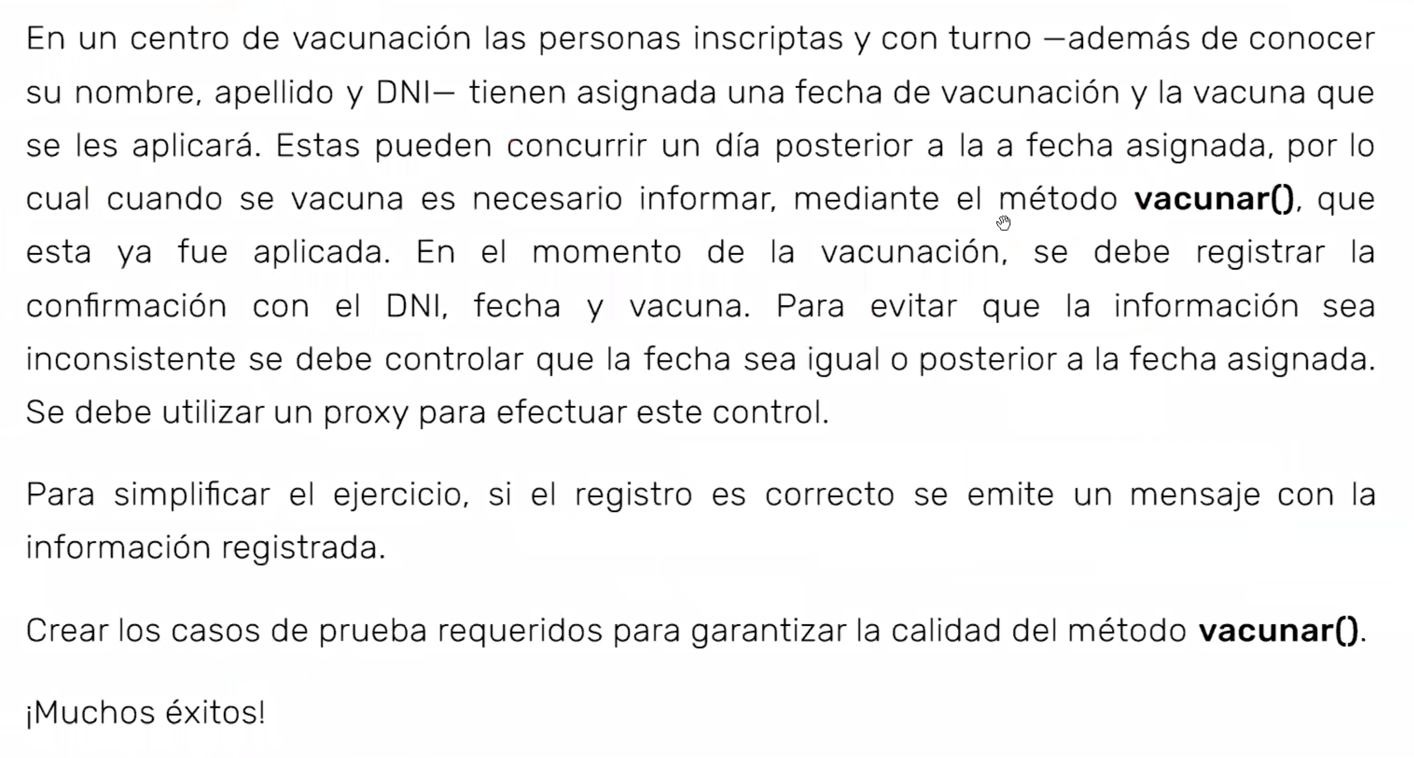 En un centro de vacunación las personas inscriptas y con turno —además de conocer
su nombre, apellido y DNI— tienen asignada una fecha de vacunación y la vacuna que
se les aplicará. Estas pueden concurrir un día posterior a la a fecha asignada, por lo
cual cuando se vacuna es necesario informar, mediante el método vacunar(), que
esta ya fue aplicada. En el momento de la vacunación, se debe registrar la
confirmación con el DNI, fecha y vacuna. Para evitar que la información sea
inconsistente se debe controlar que la fecha sea igual o posterior a la fecha asignada.
Se debe utilizar un proxy para efectuar este control.
Para simplificar el ejercicio, si el registro es correcto se emite un mensaje con la
información registrada.
Crear los casos de prueba requeridos para garantizar la calidad del método vacunar().
¡Muchos éxitos!